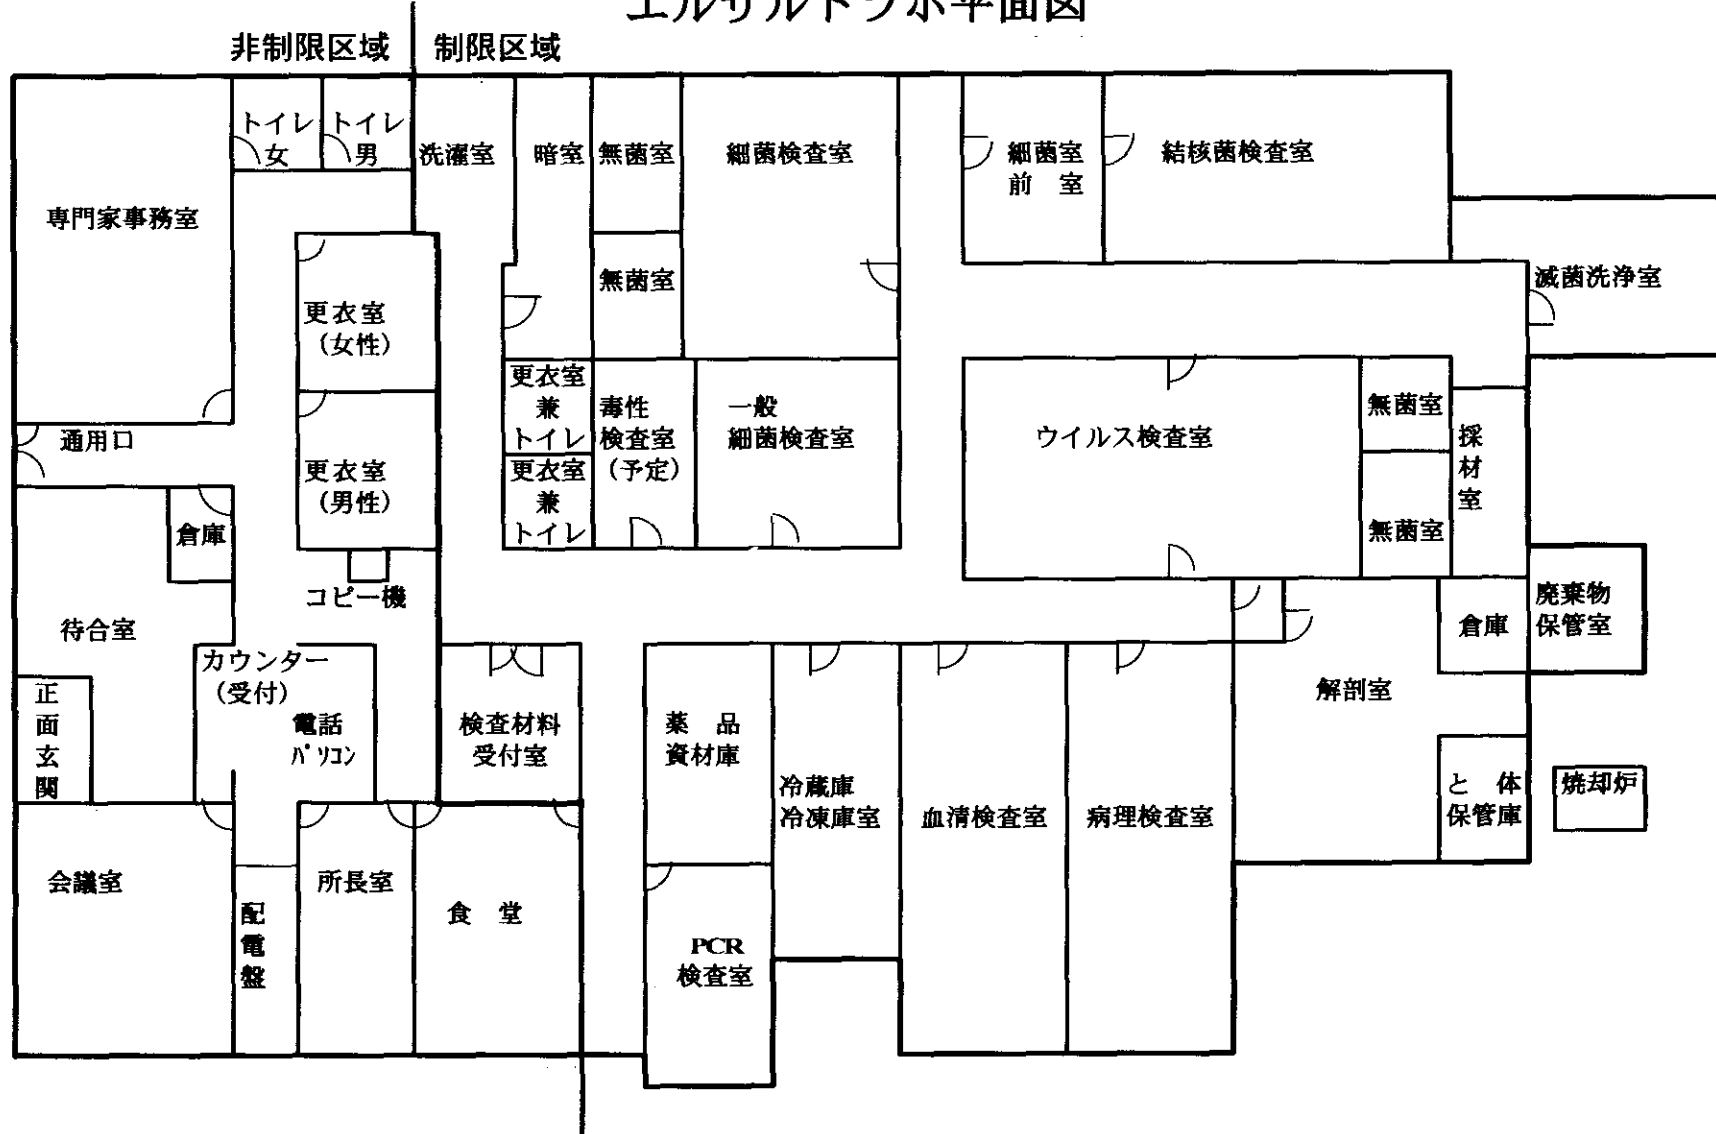 エルサルトラボ平面図
非制限区域
制限区域
トイレ
女
トイレ
男
洗濯室
暗室
無菌室
細菌検査室
細菌室
前 室
結核菌検査室
専門家事務室
無菌室
滅菌洗浄室
更衣室
(女性)
更衣室
兼
トイレ
毒性
検査室
(予定)
一般
細菌検査室
ウイルス検査室
無菌室
採
材
室
通用口
更衣室
(男性)
更衣室
兼
トイレ
無菌室
倉庫
コピー機
待合室
倉庫
廃棄物
保管室
カウンター
(受付)
電話
パソコン
正
面
玄
関
検査材料
受付室
薬 品
資材庫
解剖室
冷蔵庫
冷凍庫室
血清検査室
病理検査室
と 体
保管庫
焼却炉
会議室
配
電
盤
所長室
食 堂
PCR
検査室